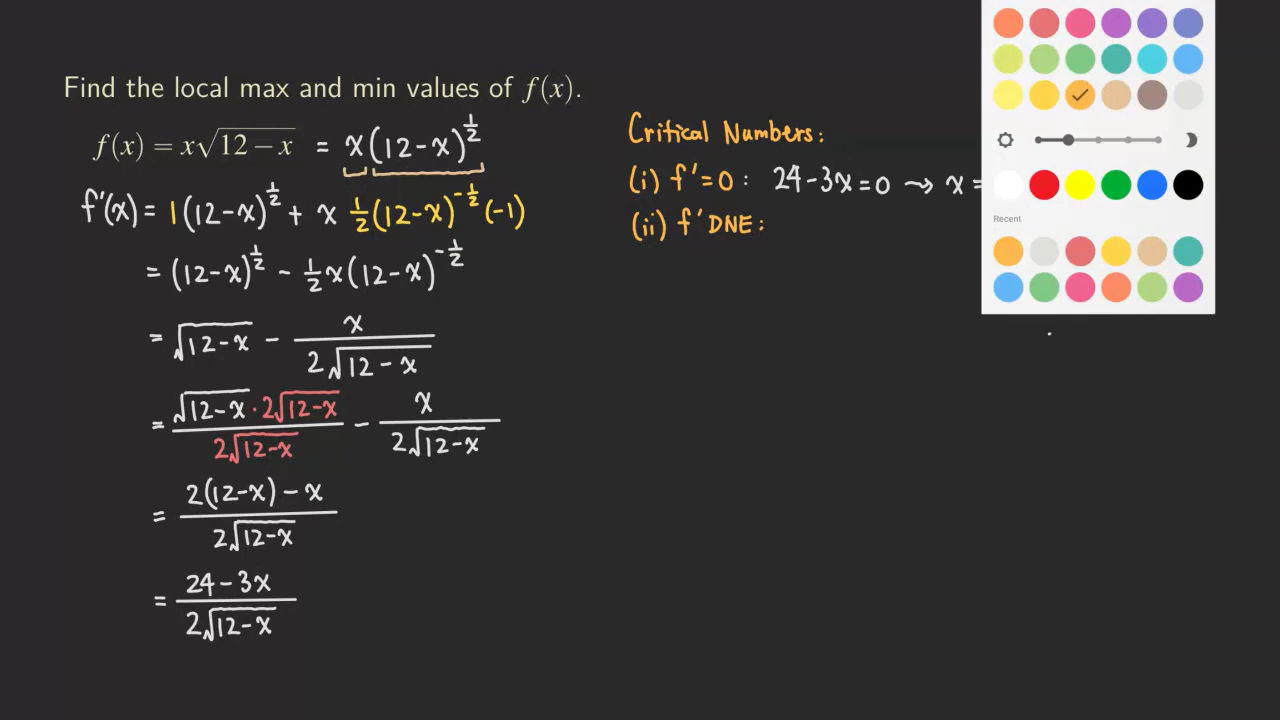 Find the local max and min values of f(x).
f(x) = x√(12 − x) = x(12-x)^½
f'(x) = 1(12-x)^½ + x ½(12-x)^-½(-1)
= (12-x)^½ - ½x(12-x)^-½
= √(12-x) - x/(2√(12-x))
= (√(12-x) · 2√(12-x))/(2√(12-x)) - x/(2√(12-x))
= (2(12-x) - x)/(2√(12-x))
= (24-3x)/(2√(12-x))
Critical Numbers:
(i) f'=0: 24-3x=0 ⇝ x=
(ii) f' DNE:
Recent